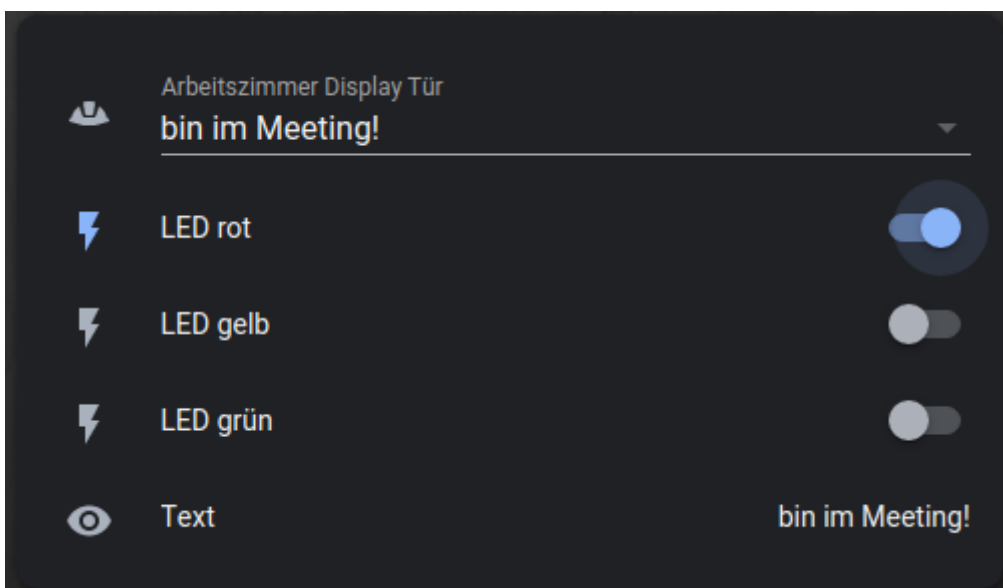 Arbeitszimmer Display Tür
bin im Meeting!
LED rot
LED gelb
LED grün
Text bin im Meeting!